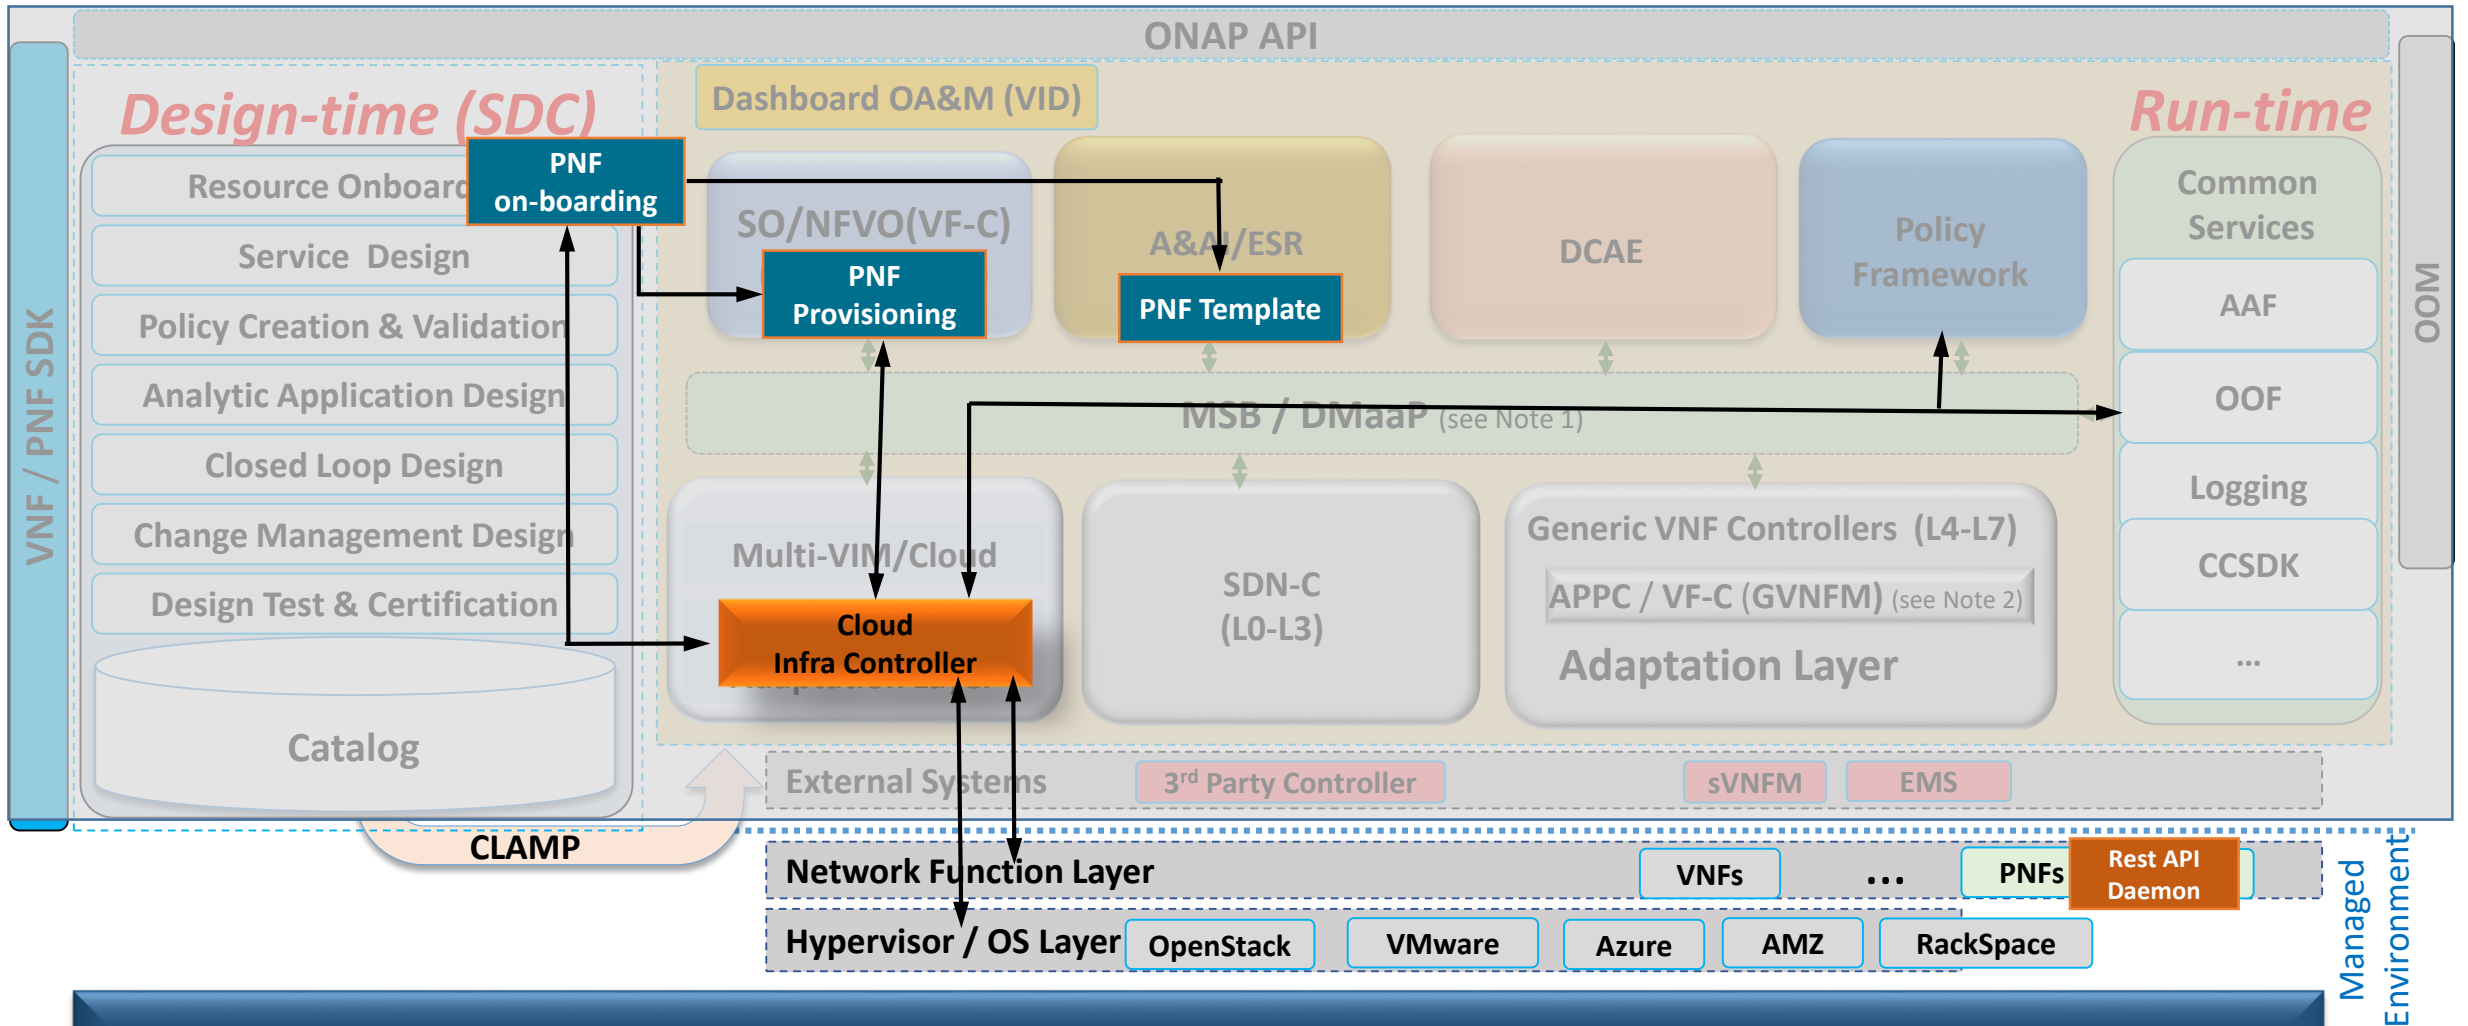 ONAP API
VNF / PNF SDK
Design-time (SDC)
PNF
on-boarding
Resource Onboard
Service Design
Policy Creation & Validation
Analytic Application Design
Closed Loop Design
Change Management Design
Design Test & Certification
Catalog
CLAMP
Dashboard OA&M (VID)
Run-time
SO/NFVO(VF-C)
PNF
Provisioning
A&AI/ESR
PNF Template
DCAE
Policy
Framework
Common
Services
AAF
OOF
Logging
CCSDK
...
OOM
MSB / DMaaP (see Note 1)
Multi-VIM/Cloud
Cloud
Infra Controller
Adaptation Layer
SDN-C
(L0-L3)
Generic VNF Controllers (L4-L7)
APPC / VF-C (GVNFM) (see Note 2)
Adaptation Layer
External Systems
3rd Party Controller
sVNFM
EMS
Network Function Layer
VNFs
...
PNFs
Rest API
Daemon
Hypervisor / OS Layer
OpenStack
VMware
Azure
AMZ
RackSpace
Managed
Environment